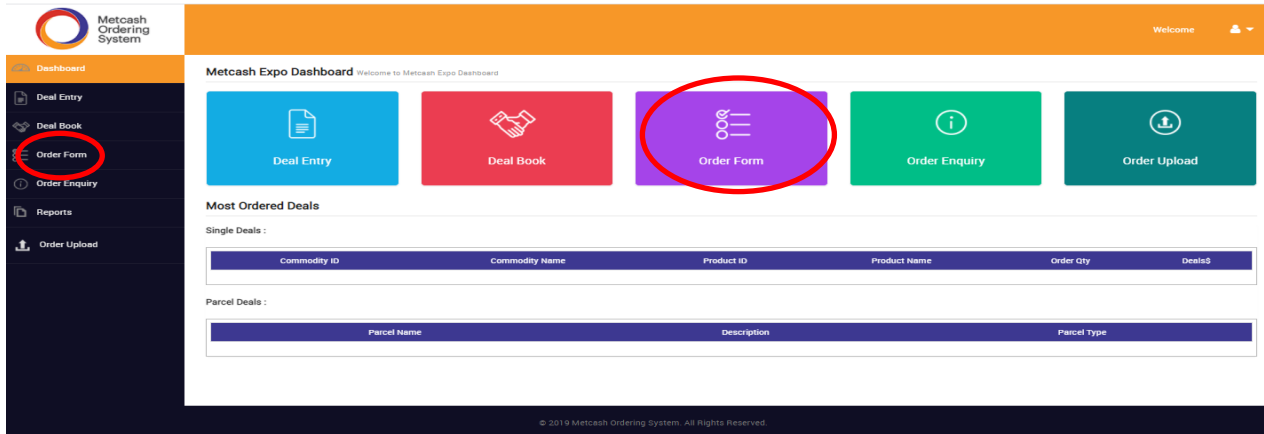 Metcash
Ordering
System
Welcome
Dashboard
Deal Entry
Deal Book
Order Form
Order Enquiry
Reports
Order Upload
Metcash Expo Dashboard Welcome to Metcash Expo Dashboard
Deal Entry Deal Book Order Form Order Enquiry Order Upload
Most Ordered Deals
Single Deals :
Commodity ID Commodity Name Product ID Product Name Order Qty Deals$
Parcel Deals :
Parcel Name Description Parcel Type
© 2019 Metcash Ordering System. All Rights Reserved.